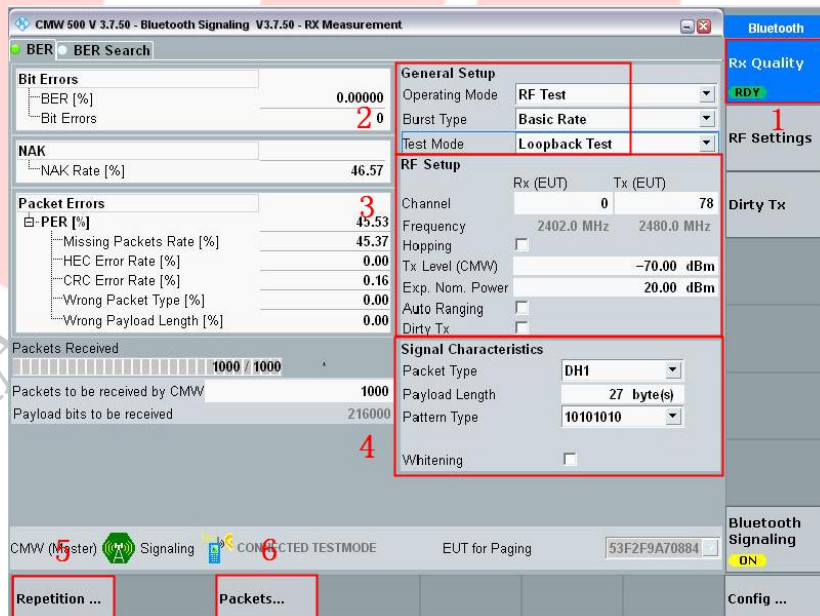 CMW 500 V 3.7.50 - Bluetooth Signaling V3.7.50 - RX Measurement
Bluetooth
BER BER Search
Rx Quality
RDY
1
RF Settings
Dirty Tx
Bit Errors
BER [%] 0.00000
Bit Errors 0
2
NAK
NAK Rate [%] 46.57
3
Packet Errors
PER [%] 45.53
Missing Packets Rate [%] 45.37
HEC Error Rate [%] 0.00
CRC Error Rate [%] 0.16
Wrong Packet Type [%] 0.00
Wrong Payload Length [%] 0.00
Packets Received
1000 / 1000
Packets to be received by CMW 1000
Payload bits to be received 216000
General Setup
Operating Mode RF Test
Burst Type Basic Rate
Test Mode Loopback Test
RF Setup
Rx (EUT) Tx (EUT)
Channel 0 78
Frequency 2402.0 MHz 2480.0 MHz
Hopping
Tx Level (CMW) -70.00 dBm
Exp. Nom. Power 20.00 dBm
Auto Ranging
Dirty Tx
Signal Characteristics
Packet Type DH1
Payload Length 27 byte(s)
Pattern Type 10101010
4
Whitening
CMW (Master) Signaling CONNECTED TESTMODE EUT for Paging 53F2F9A70884
5
6
Bluetooth
Signaling
ON
Repetition ... Packets... Config ...